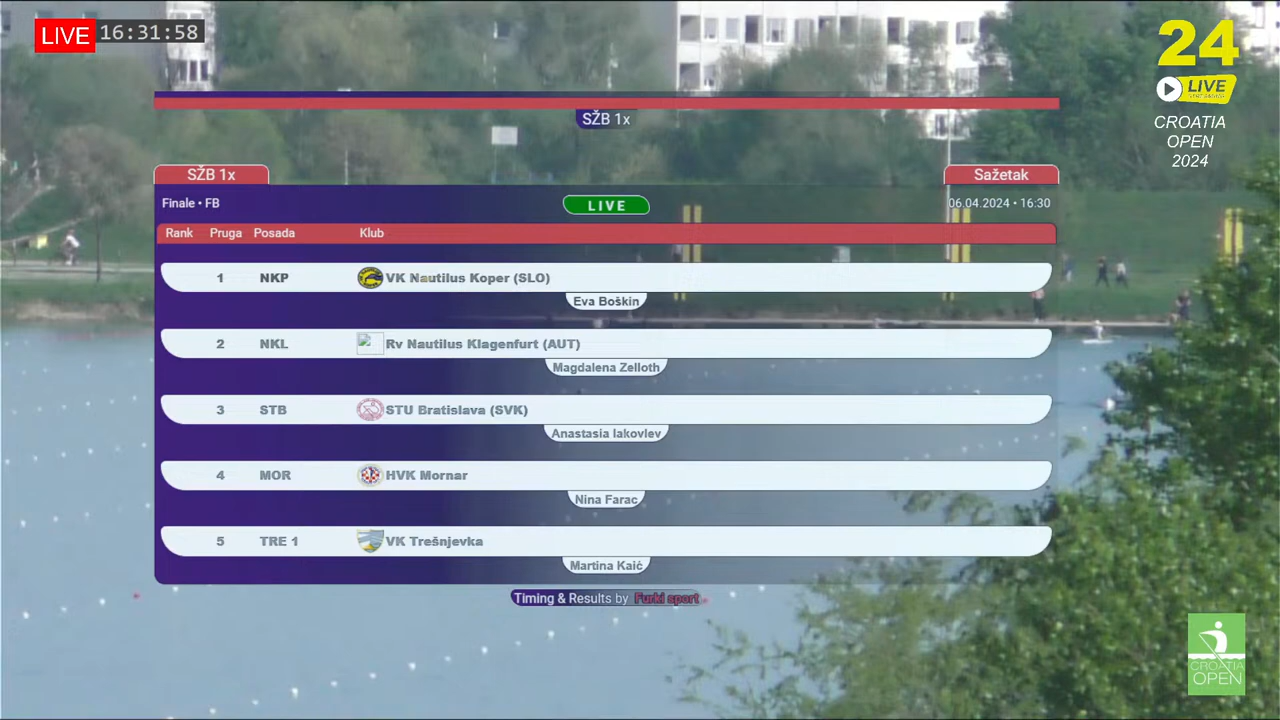 LIVE 16:31:58
24
LIVE
CROATIA
OPEN
2024
SŽB 1x
SŽB 1x Sažetak
Finale • FB LIVE 06.04.2024 • 16:30
Rank Pruga Posada Klub
1 NKP VK Nautilus Koper (SLO)
Eva Boškin
2 NKL Rv Nautilus Klagenfurt (AUT)
Magdalena Zelloth
3 STB STU Bratislava (SVK)
Anastasia Iakovlev
4 MOR HVK Mornar
Nina Farac
5 TRE 1 VK Trešnjevka
Martina Kaić
Timing & Results by Furki sport
CROATIA
OPEN